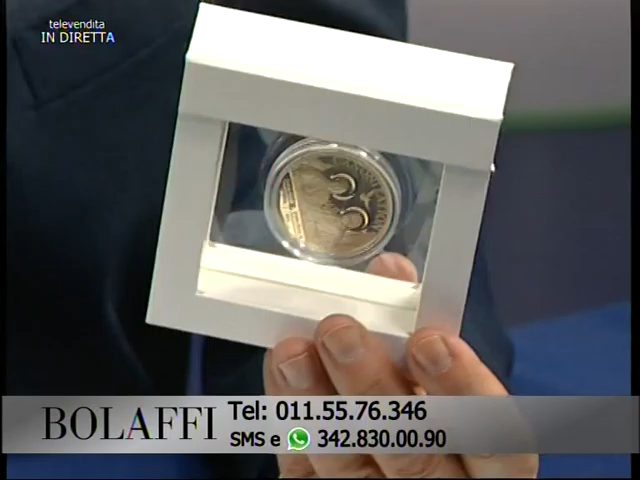 televendita
IN DIRETTA
BOLAFFI
Tel: 011.55.76.346
SMS e 342.830.00.90